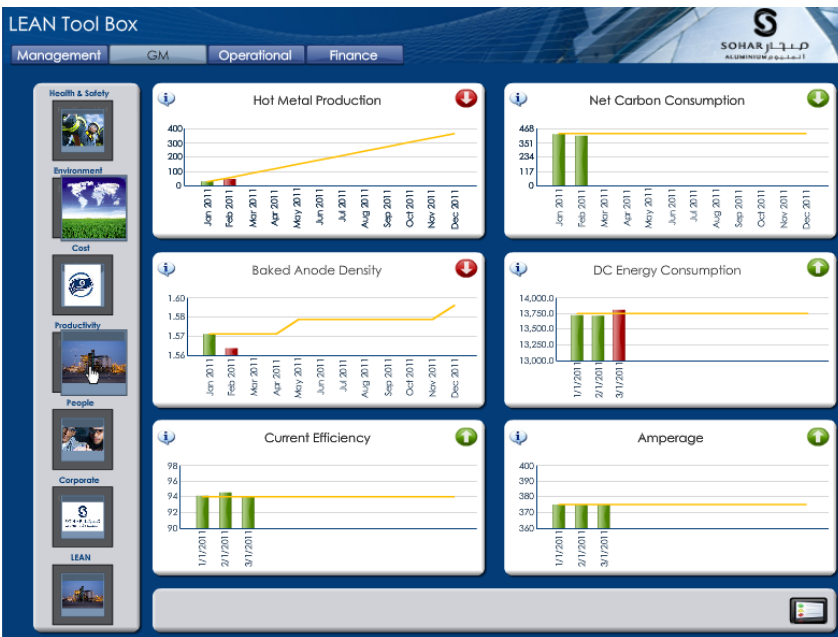 LEAN Tool Box
SOHAR صحار
ALUMINIUM ألمنيوم
Management GM Operational Finance
Health & Safety
Environment
Cost
Productivity
People
Corporate
LEAN
Hot Metal Production
400
300
200
100
0
Jan 2011 Feb 2011 Mar 2011 Apr 2011 May 2011 Jun 2011 Jul 2011 Aug 2011 Sep 2011 Oct 2011 Nov 2011 Dec 2011
Net Carbon Consumption
468
351
234
117
0
Jan 2011 Feb 2011 Mar 2011 Apr 2011 May 2011 Jun 2011 Jul 2011 Aug 2011 Sep 2011 Oct 2011 Nov 2011 Dec 2011
Baked Anode Density
1.60
1.58
1.57
1.56
Jan 2011 Feb 2011 Mar 2011 Apr 2011 May 2011 Jun 2011 Jul 2011 Aug 2011 Sep 2011 Oct 2011 Nov 2011 Dec 2011
DC Energy Consumption
14,000.0
13,750.0
13,500.0
13,250.0
13,000.0
1/1/2011 2/1/2011 3/1/2011
Current Efficiency
98
96
94
92
90
1/1/2011 2/1/2011 3/1/2011
Amperage
400
390
380
370
360
1/1/2011 2/1/2011 3/1/2011